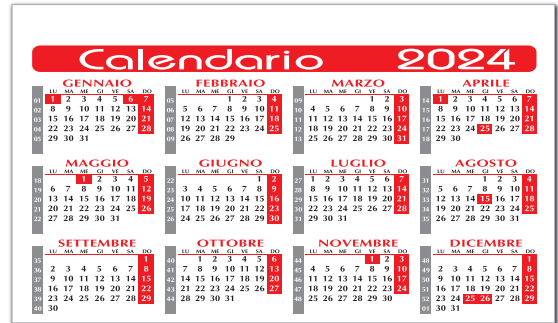 Calendario 2024
GENNAIO
LU MA ME GI VE SA DO
01 1 2 3 4 5 6 7
02 8 9 10 11 12 13 14
03 15 16 17 18 19 20 21
04 22 23 24 25 26 27 28
05 29 30 31
FEBBRAIO
LU MA ME GI VE SA DO
05 1 2 3 4
06 5 6 7 8 9 10 11
07 12 13 14 15 16 17 18
08 19 20 21 22 23 24 25
09 26 27 28 29
MARZO
LU MA ME GI VE SA DO
09 1 2 3
10 4 5 6 7 8 9 10
11 11 12 13 14 15 16 17
12 18 19 20 21 22 23 24
13 25 26 27 28 29 30 31
APRILE
LU MA ME GI VE SA DO
14 1 2 3 4 5 6 7
15 8 9 10 11 12 13 14
16 15 16 17 18 19 20 21
17 22 23 24 25 26 27 28
18 29 30
MAGGIO
LU MA ME GI VE SA DO
18 1 2 3 4 5
19 6 7 8 9 10 11 12
20 13 14 15 16 17 18 19
21 20 21 22 23 24 25 26
22 27 28 29 30 31
GIUGNO
LU MA ME GI VE SA DO
22 1 2
23 3 4 5 6 7 8 9
24 10 11 12 13 14 15 16
25 17 18 19 20 21 22 23
26 24 25 26 27 28 29 30
LUGLIO
LU MA ME GI VE SA DO
27 1 2 3 4 5 6 7
28 8 9 10 11 12 13 14
29 15 16 17 18 19 20 21
30 22 23 24 25 26 27 28
31 29 30 31
AGOSTO
LU MA ME GI VE SA DO
31 1 2 3 4
32 5 6 7 8 9 10 11
33 12 13 14 15 16 17 18
34 19 20 21 22 23 24 25
35 26 27 28 29 30 31
SETTEMBRE
LU MA ME GI VE SA DO
35 1
36 2 3 4 5 6 7 8
37 9 10 11 12 13 14 15
38 16 17 18 19 20 21 22
39 23 24 25 26 27 28 29
40 30
OTTOBRE
LU MA ME GI VE SA DO
40 1 2 3 4 5 6
41 7 8 9 10 11 12 13
42 14 15 16 17 18 19 20
43 21 22 23 24 25 26 27
44 28 29 30 31
NOVEMBRE
LU MA ME GI VE SA DO
44 1 2 3
45 4 5 6 7 8 9 10
46 11 12 13 14 15 16 17
47 18 19 20 21 22 23 24
48 25 26 27 28 29 30
DICEMBRE
LU MA ME GI VE SA DO
48 1
49 2 3 4 5 6 7 8
50 9 10 11 12 13 14 15
51 16 17 18 19 20 21 22
52 23 24 25 26 27 28 29
01 30 31